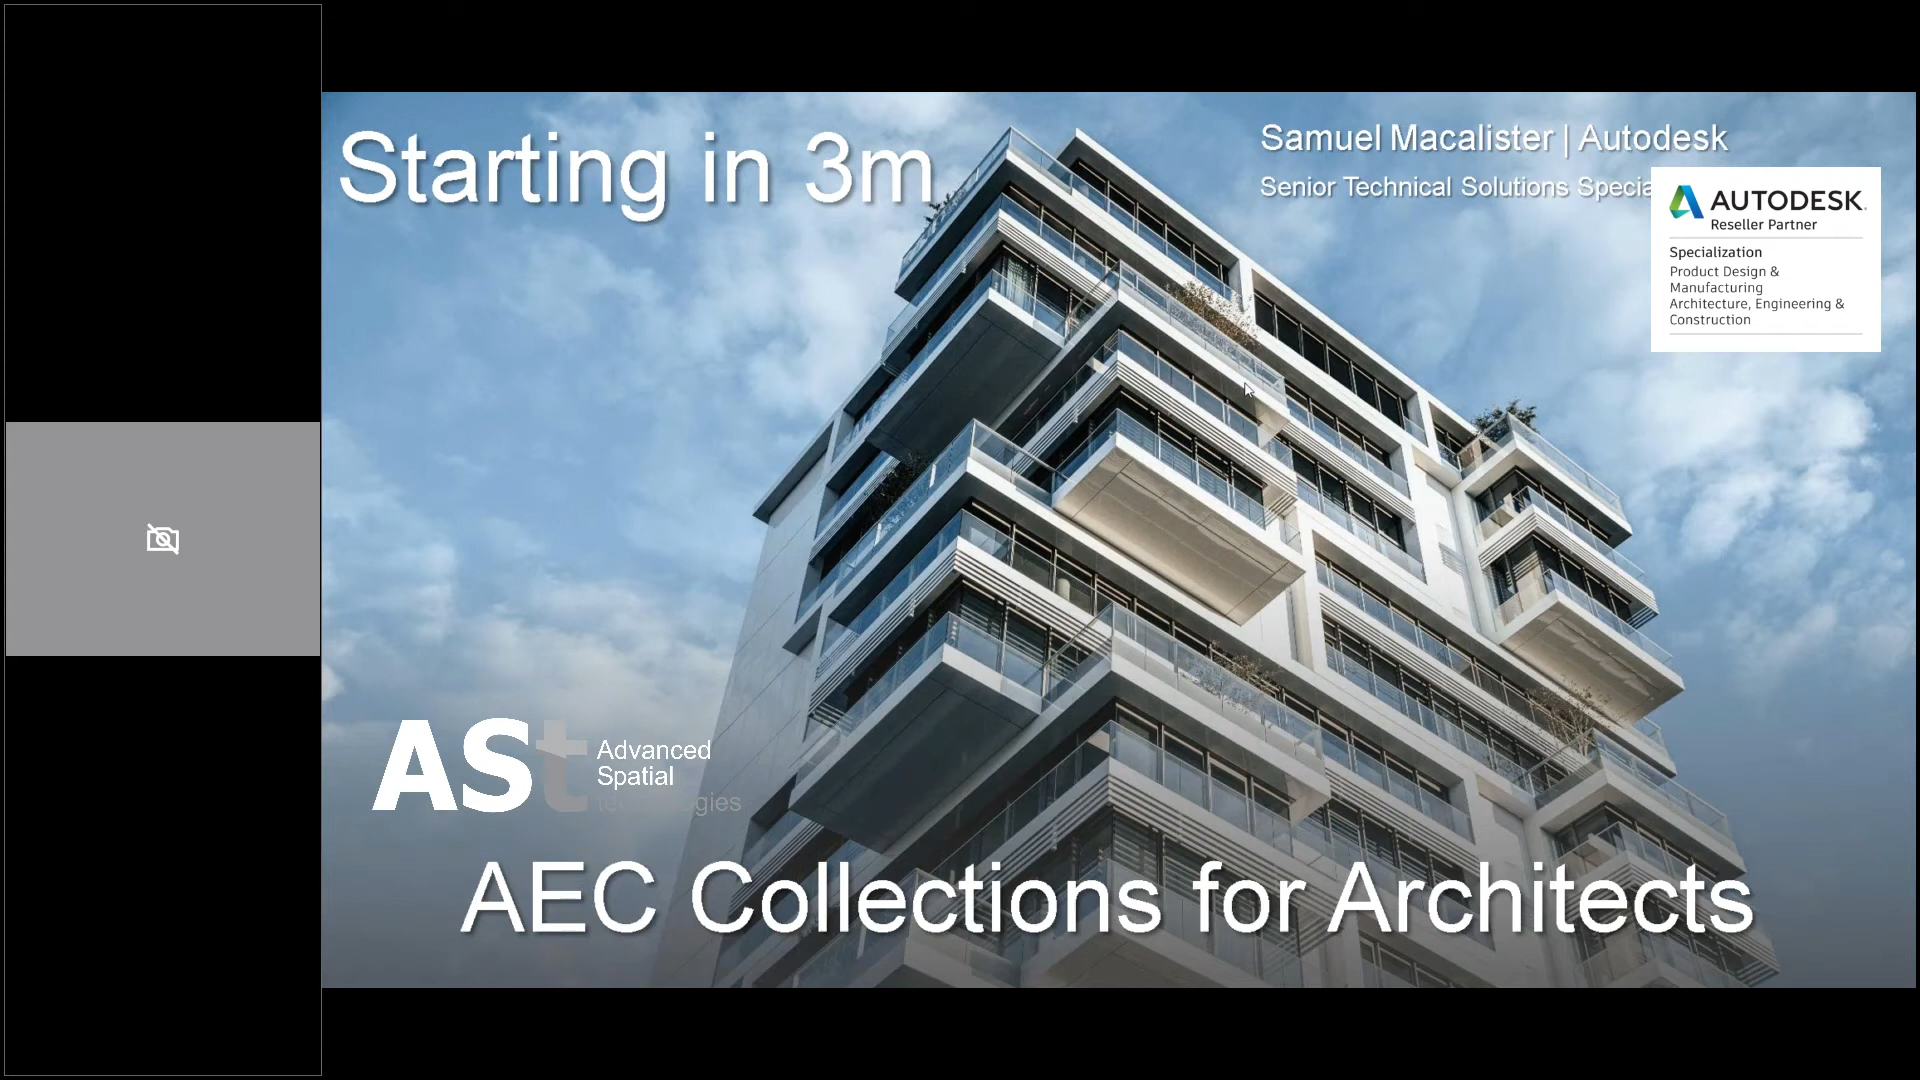 Starting in 3m
Samuel Macalister | Autodesk
Senior Technical Solutions
AUTODESK
Reseller Partner
Specialization
Product Design &
Manufacturing
Architecture, Engineering &
Construction
ASt
Advanced
Spatial
technologies
AEC Collections for Architects